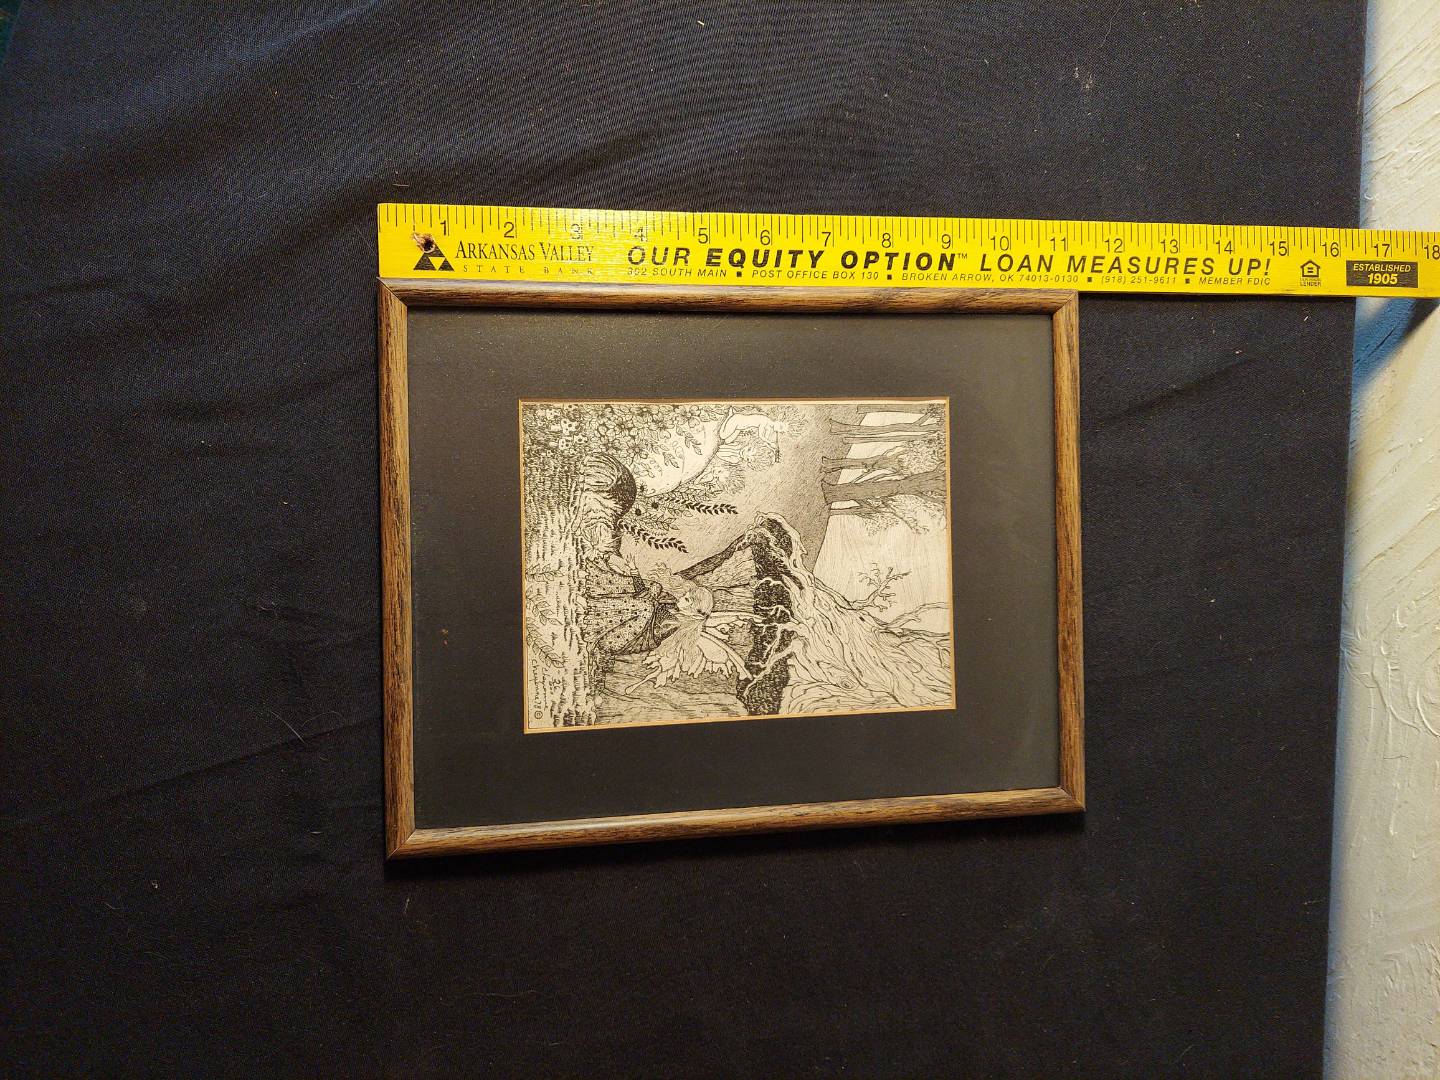 1 2 3 4 5 6 7 8 9 10 11 12 13 14 15 16 17 18
ARKANSAS VALLEY
STATE BANK
OUR EQUITY OPTION™ LOAN MEASURES UP!
302 SOUTH MAIN ■ POST OFFICE BOX 130 ■ BROKEN ARROW, OK 74013-0130 ■ (918) 251-9611 ■ MEMBER FDIC
LENDER
ESTABLISHED
1905
©